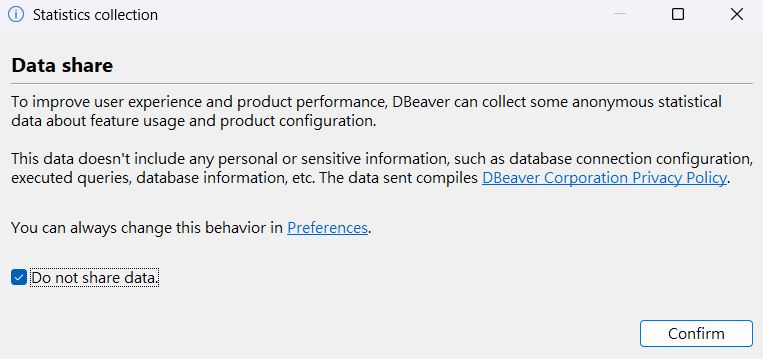 Statistics collection
Data share
To improve user experience and product performance, DBeaver can collect some anonymous statistical
data about feature usage and product configuration.
This data doesn't include any personal or sensitive information, such as database connection configuration,
executed queries, database information, etc. The data sent compiles DBeaver Corporation Privacy Policy.
You can always change this behavior in Preferences.
Do not share data.
Confirm